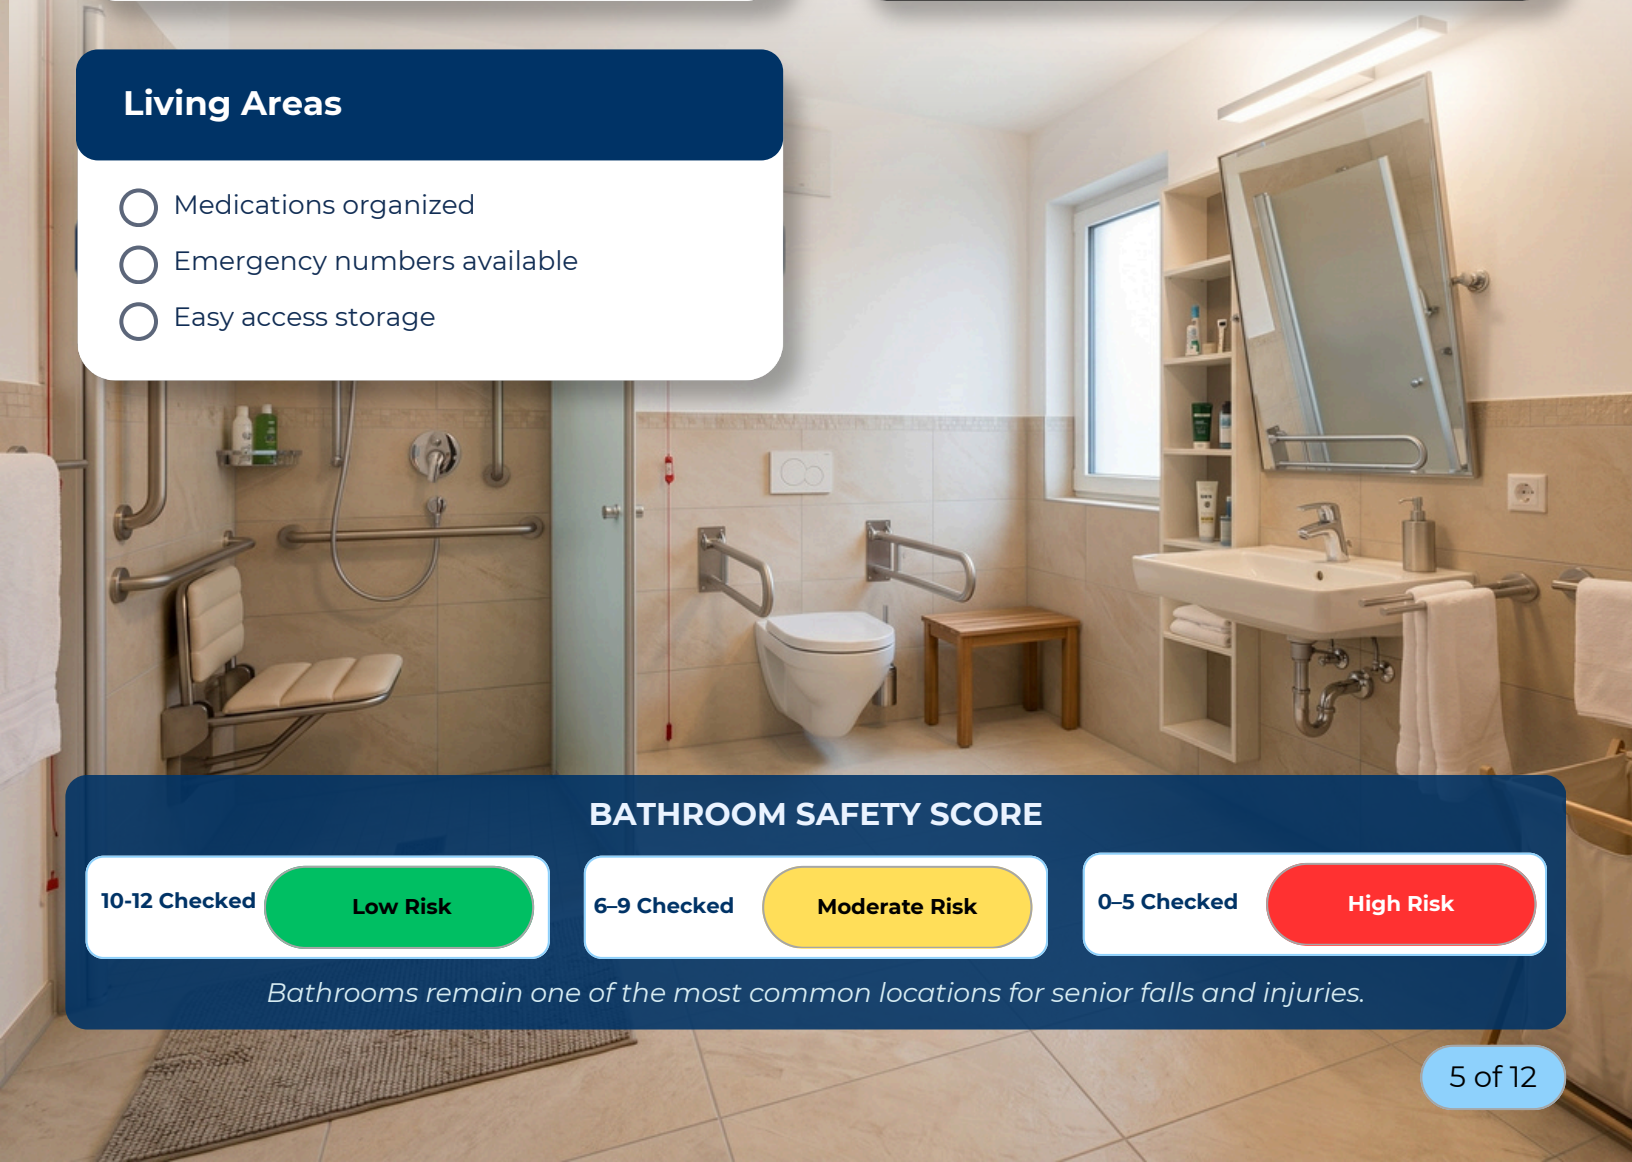 Living Areas
Medications organized
Emergency numbers available
Easy access storage
BATHROOM SAFETY SCORE
10-12 Checked
Low Risk
6–9 Checked
Moderate Risk
0–5 Checked
High Risk
Bathrooms remain one of the most common locations for senior falls and injuries.
5 of 12